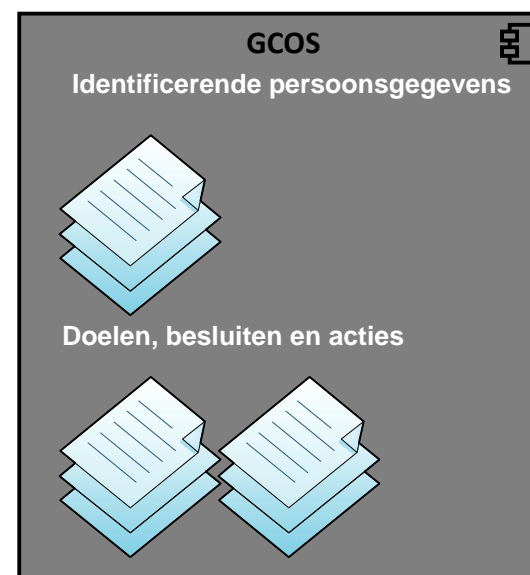 GCOS
Identificerende persoonsgegevens
Doelen, besluiten en acties